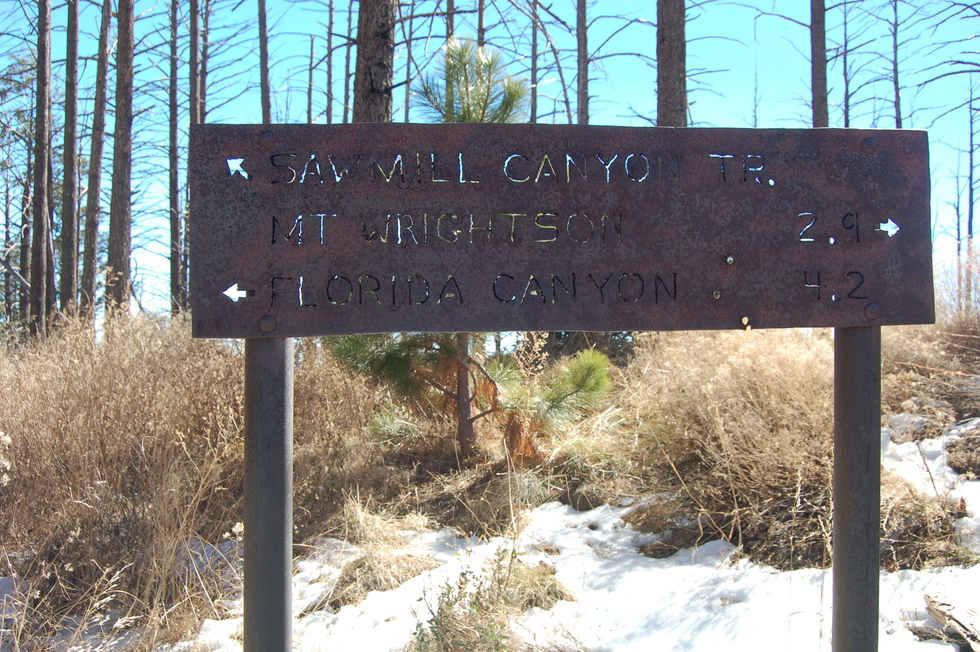 SAWMILL CANYON TR.
MT WRIGHTSON 2.9
FLORIDA CANYON 4.2